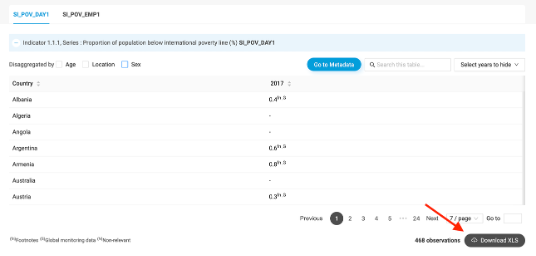 SI_POV_DAY1 SI_POV_EMP1
Indicator 1.1.1, Series : Proportion of population below international poverty line (%) SI_POV_DAY1
Disaggregated by Age Location Sex Go to Metadata Search the table... Select years to hide
Country 2017
Albania 0.4
Algeria -
Angola -
Argentina 0.6
Armenia 0.8
Australia -
Austria 0.3
Previous 1 2 3 4 5 ... 24 Next 7 / page Go to
Footnotes Global monitoring data Non-relevant 468 observations Download XLS